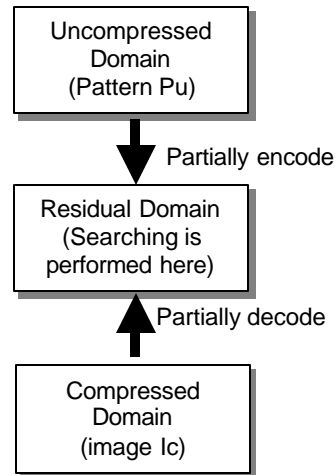 Uncompressed
Domain
(Pattern Pu)
Partially encode
Residual Domain
(Searching is
performed here)
Partially decode
Compressed
Domain
(image Ic)